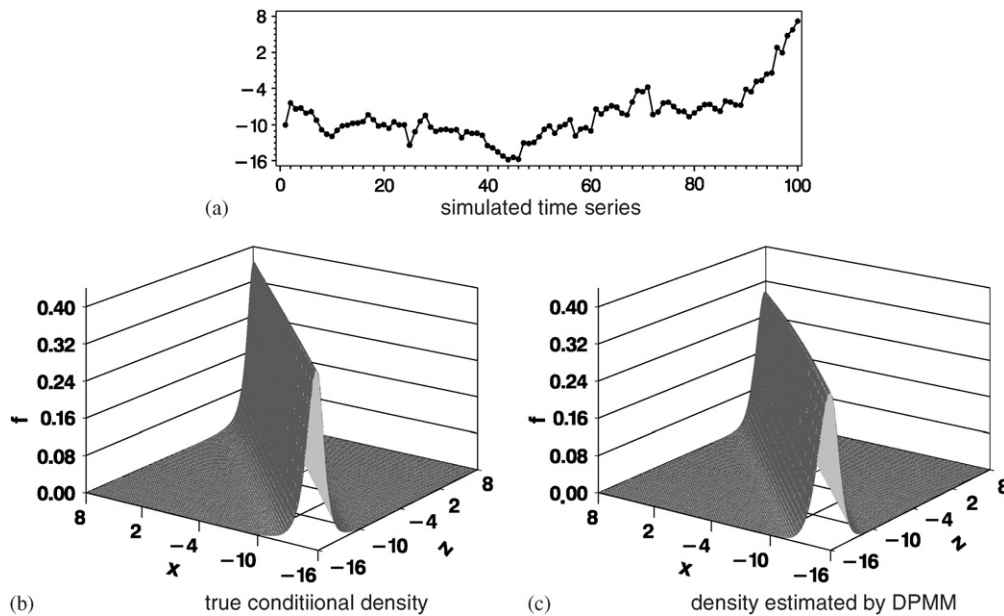 8
2
−4
−10
−16
0 20 40 60 80 100
(a) simulated time series
0.40
0.32
0.24
0.16
0.08
0.00
f
8 2 −4 −10 −16
x
−16 −10 −4 2 8
z
(b) true conditiional density
0.40
0.32
0.24
0.16
0.08
0.00
f
8 2 −4 −10 −16
x
−16 −10 −4 2 8
z
(c) density estimated by DPMM